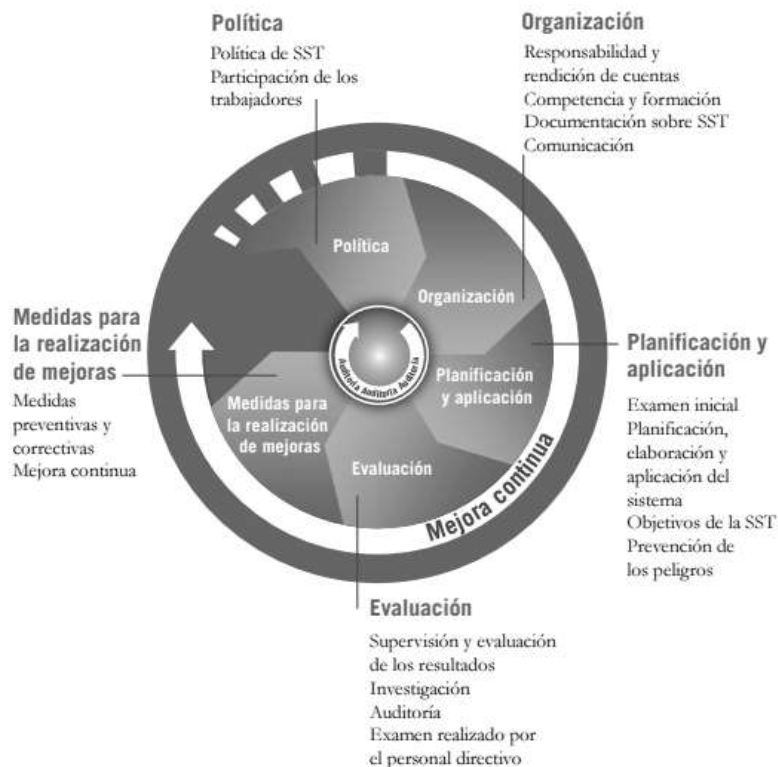 Política
Política de SST
Participación de los
trabajadores
Organización
Responsabilidad y
rendición de cuentas
Competencia y formación
Documentación sobre SST
Comunicación
Política
Organización
Planificación
y aplicación
Evaluación
Medidas para
la realización
de mejoras
Auditoría Auditoría Auditoría
Mejora continua
Medidas para
la realización
de mejoras
Medidas
preventivas y
correctivas
Mejora continua
Planificación y
aplicación
Examen inicial
Planificación,
elaboración y
aplicación del
sistema
Objetivos de la SST
Prevención de
los peligros
Evaluación
Supervisión y evaluación
de los resultados
Investigación
Auditoría
Examen realizado por
el personal directivo